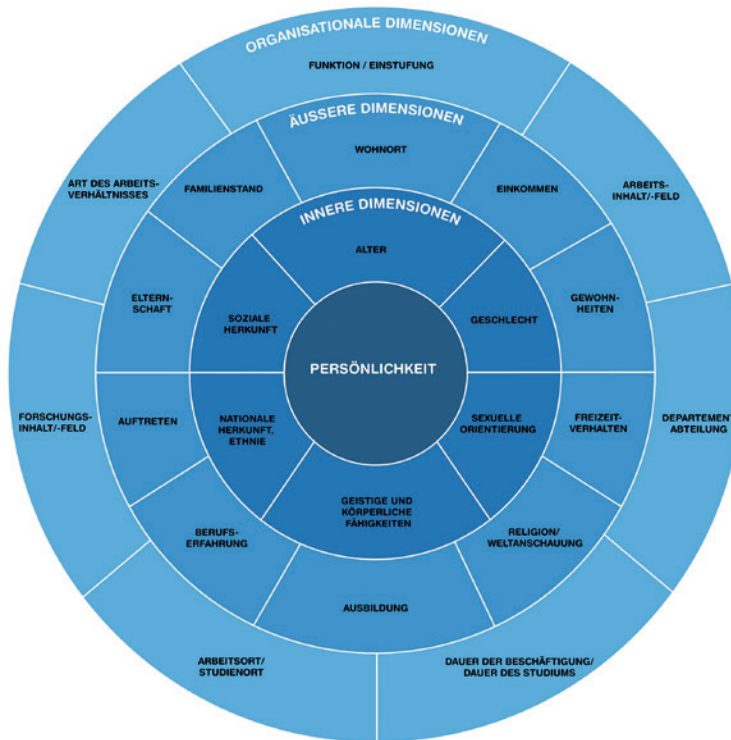 ORGANISATIONALE DIMENSIONEN
FUNKTION / EINSTUFUNG
ÄUSSERE DIMENSIONEN
WOHNORT
ART DES ARBEITS-
VERHÄLTNISSES
FAMILIENSTAND
EINKOMMEN
ARBEITS-
INHALT/-FELD
INNERE DIMENSIONEN
ALTER
ELTERN-
SCHAFT
SOZIALE
HERKUNFT
GESCHLECHT
GEWOHN-
HEITEN
PERSÖNLICHKEIT
FORSCHUNGS-
INHALT/-FELD
AUFTRETEN
NATIONALE
HERKUNFT,
ETHNIE
SEXUELLE
ORIENTIERUNG
FREIZEIT-
VERHALTEN
DEPARTEMENT/
ABTEILUNG
GEISTIGE UND
KÖRPERLICHE
FÄHIGKEITEN
BERUFS-
ERFAHRUNG
RELIGION/
WELTANSCHAUUNG
AUSBILDUNG
ARBEITSORT/
STUDIENORT
DAUER DER BESCHÄFTIGUNG/
DAUER DES STUDIUMS